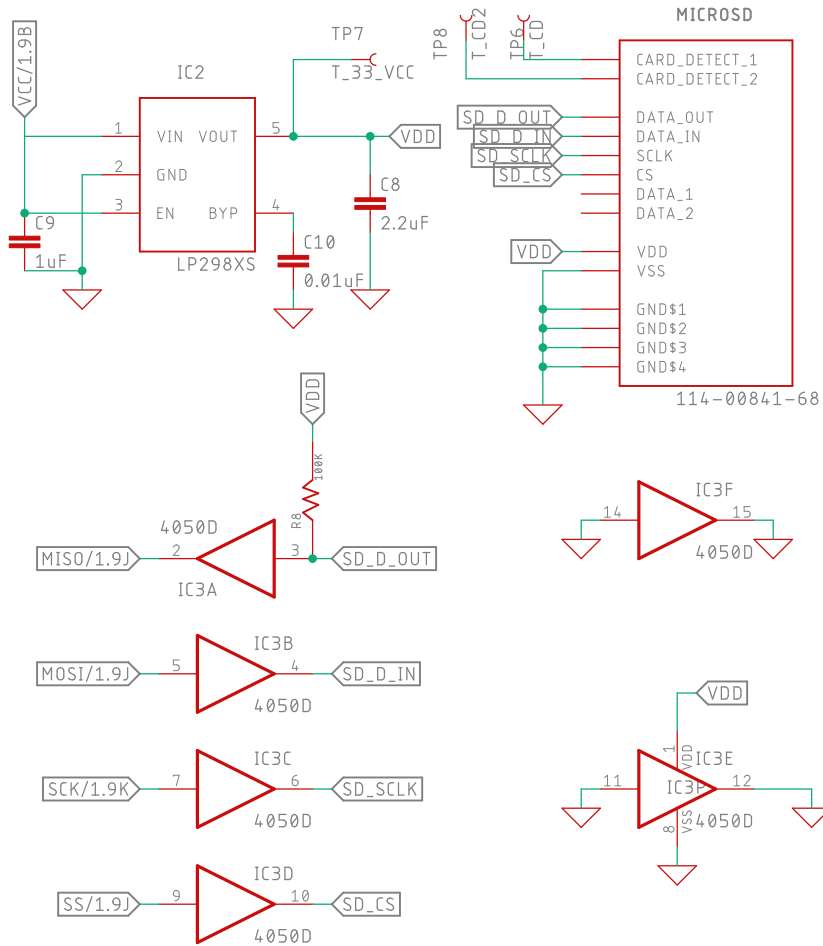 VCC/1.9B
IC2
TP7
T_33_VCC
1
VIN
VOUT
5
VDD
2
GND
3
EN
BYP
4
C9
1uF
LP298XS
C10
0.01uF
C8
2.2uF
TP8
T_CD2
TP6
T_CD
MICROSD
CARD_DETECT_1
CARD_DETECT_2
SD_D_OUT
DATA_OUT
SD_D_IN
DATA_IN
SD_SCLK
SCLK
SD_CS
CS
DATA_1
DATA_2
VDD
VDD
VSS
GND$1
GND$2
GND$3
GND$4
114-00841-68
VDD
100K
R8
4050D
MISO/1.9J
2
3
SD_D_OUT
IC3A
IC3F
14
15
4050D
IC3B
MOSI/1.9J
5
4
SD_D_IN
4050D
IC3C
SCK/1.9K
7
6
SD_SCLK
4050D
VDD
1
VDD
IC3E
11
IC3P
12
8
VSS
4050D
IC3D
SS/1.9J
9
10
SD_CS
4050D